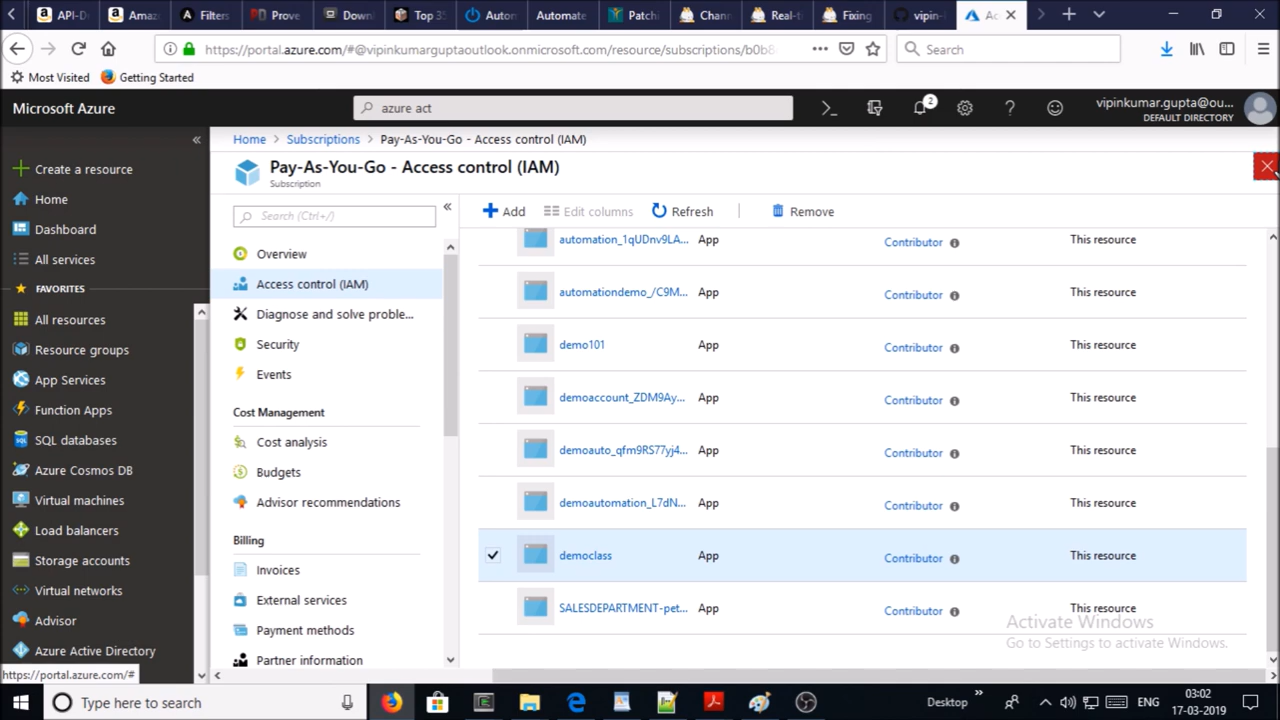 API-D
Amaz
Filters
Prove
Down
Top 3
Auton
Automate
Patchi
Chann
Real-ti
Fixing
vipin-
Ac
https://portal.azure.com/#@vipinkumarguptaoutlook.onmicrosoft.com/resource/subscriptions/b0b8
Search
Most Visited
Getting Started
Microsoft Azure
azure act
2
vipinkumar.gupta@ou...
DEFAULT DIRECTORY
Home
Subscriptions
Pay-As-You-Go - Access control (IAM)
Pay-As-You-Go - Access control (IAM)
Subscription
Create a resource
Home
Dashboard
All services
FAVORITES
All resources
Resource groups
App Services
Function Apps
SQL databases
Azure Cosmos DB
Virtual machines
Load balancers
Storage accounts
Virtual networks
Advisor
Azure Active Directory
https://portal.azure.com/#
Search (Ctrl+/)
Overview
Access control (IAM)
Diagnose and solve proble...
Security
Events
Cost Management
Cost analysis
Budgets
Advisor recommendations
Billing
Invoices
External services
Payment methods
Partner information
Add
Edit columns
Refresh
Remove
automation_1qUDnv9LA... App Contributor This resource
automationdemo_/C9M... App Contributor This resource
demo101 App Contributor This resource
demoaccount_ZDM9Ay... App Contributor This resource
demoauto_qfm9RS77yj4... App Contributor This resource
demoautomation_L7dN... App Contributor This resource
democlass App Contributor This resource
SALESDEPARTMENT-pet... App Contributor This resource
Activate Windows
Go to Settings to activate Windows.
Type here to search
Desktop
ENG
03:02
17-03-2019